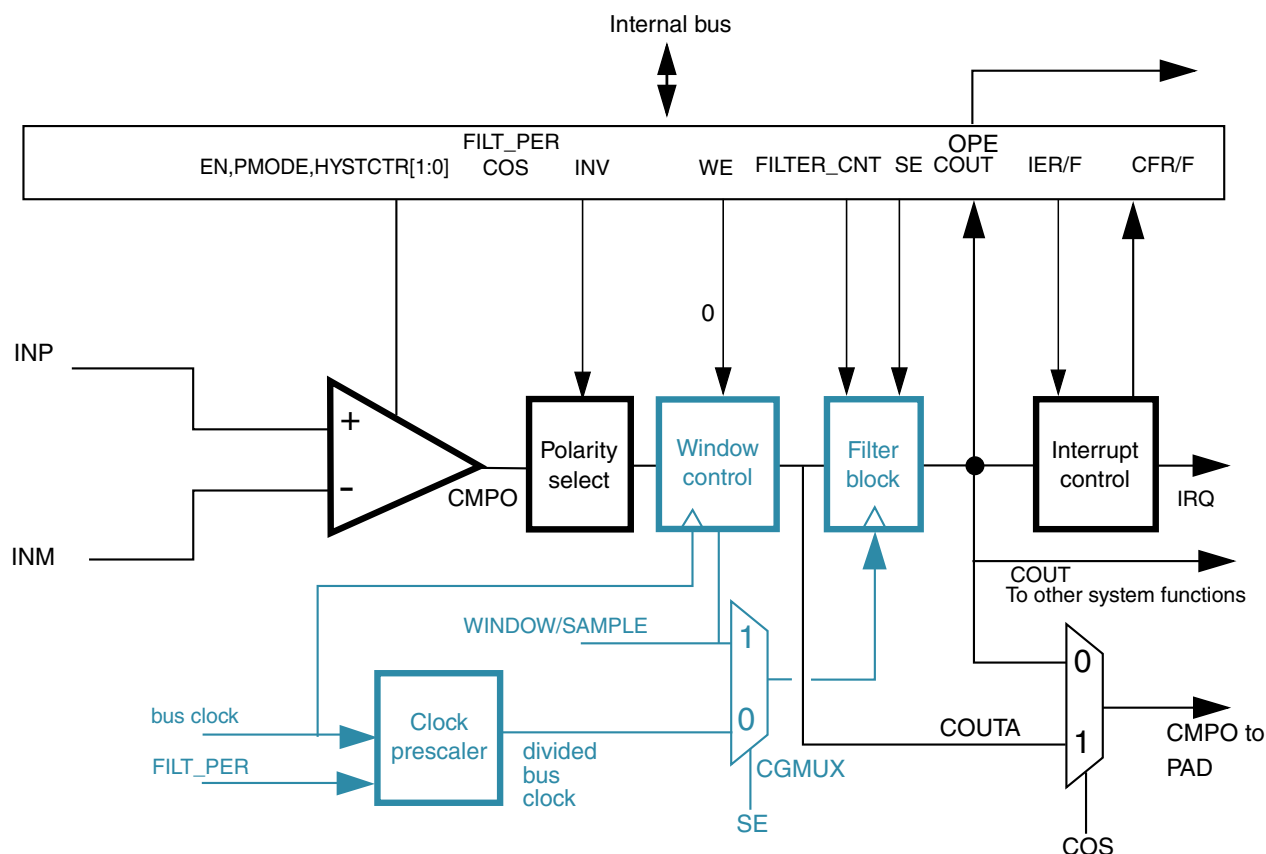 Internal bus
FILT_PER
OPE
EN,PMODE,HYSTCTR[1:0]
COS
INV
WE
FILTER_CNT
SE
COUT
IER/F
CFR/F
0
INP
+
-
INM
CMPO
Polarity
select
Window
control
Filter
block
Interrupt
control
IRQ
COUT
To other system functions
WINDOW/SAMPLE
1
0
bus clock
FILT_PER
Clock
prescaler
divided
bus
clock
CGMUX
SE
COUTA
0
1
CMPO to
PAD
COS